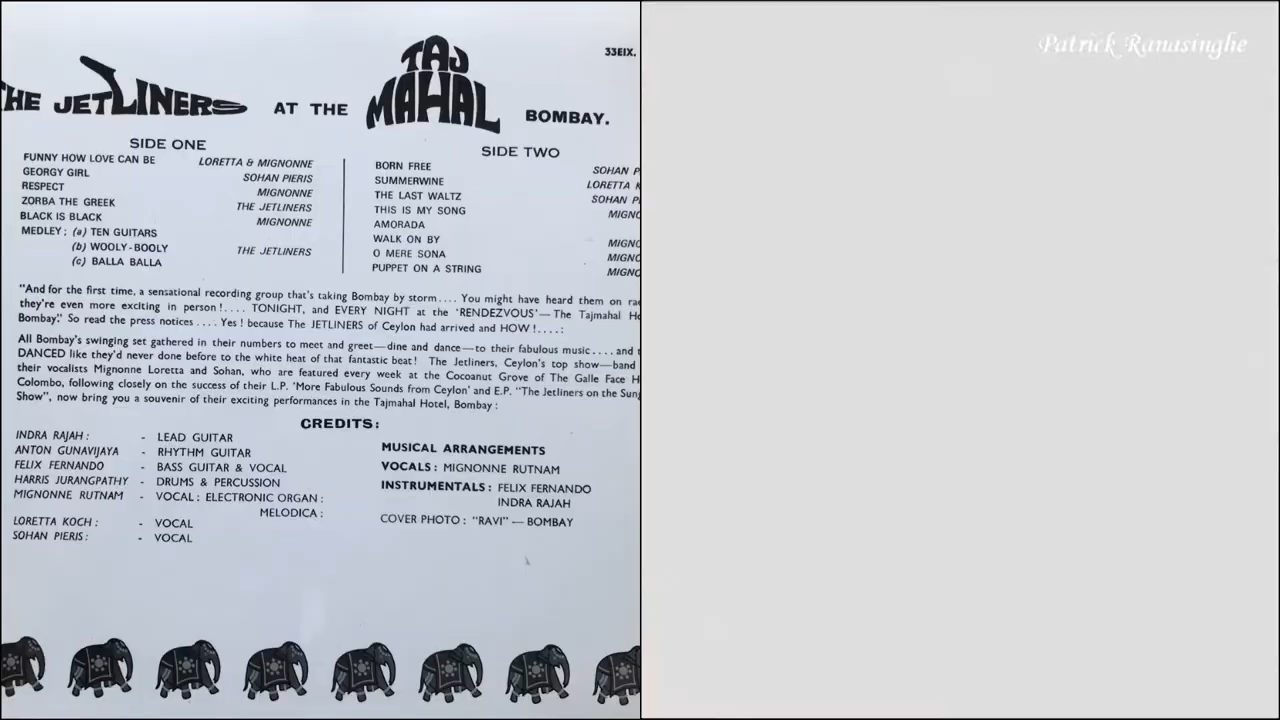 33EIX.
THE JETLINERS AT THE TAJ MAHAL BOMBAY.
SIDE ONE
FUNNY HOW LOVE CAN BE LORETTA & MIGNONNE
GEORGY GIRL SOHAN PIERIS
RESPECT MIGNONNE
ZORBA THE GREEK THE JETLINERS
BLACK IS BLACK MIGNONNE
MEDLEY : (a) TEN GUITARS
(b) WOOLY-BOOLY THE JETLINERS
(c) BALLA BALLA
SIDE TWO
BORN FREE SOHAN P
SUMMERWINE LORETTA K
THE LAST WALTZ SOHAN P
THIS IS MY SONG MIGNO
AMORADA
WALK ON BY MIGNO
O MERE SONA MIGNO
PUPPET ON A STRING MIGNO
"And for the first time, a sensational recording group that's taking Bombay by storm.... You might have heard them on ra
they're even more exciting in person !.... TONIGHT, and EVERY NIGHT at the 'RENDEZVOUS'—The Tajmahal Ho
Bombay." So read the press notices .... Yes ! because The JETLINERS of Ceylon had arrived and HOW !....:
All Bombay's swinging set gathered in their numbers to meet and greet—dine and dance—to their fabulous music....and t
DANCED like they'd never done before to the white heat of that fantastic beat! The Jetliners, Ceylon's top show—band
their vocalists Mignonne Loretta and Sohan, who are featured every week at the Cocoanut Grove of The Galle Face H
Colombo, following closely on the success of their L.P. 'More Fabulous Sounds from Ceylon' and E.P. "The Jetliners on the Sun
Show", now bring you a souvenir of their exciting performances in the Tajmahal Hotel, Bombay :
CREDITS:
INDRA RAJAH : - LEAD GUITAR
ANTON GUNAVIJAYA - RHYTHM GUITAR
FELIX FERNANDO - BASS GUITAR & VOCAL
HARRIS JURANGPATHY - DRUMS & PERCUSSION
MIGNONNE RUTNAM - VOCAL : ELECTRONIC ORGAN :
MELODICA :
LORETTA KOCH : - VOCAL
SOHAN PIERIS : - VOCAL
MUSICAL ARRANGEMENTS
VOCALS : MIGNONNE RUTNAM
INSTRUMENTALS : FELIX FERNANDO
INDRA RAJAH
COVER PHOTO : "RAVI" — BOMBAY
Patrick Ranasinghe